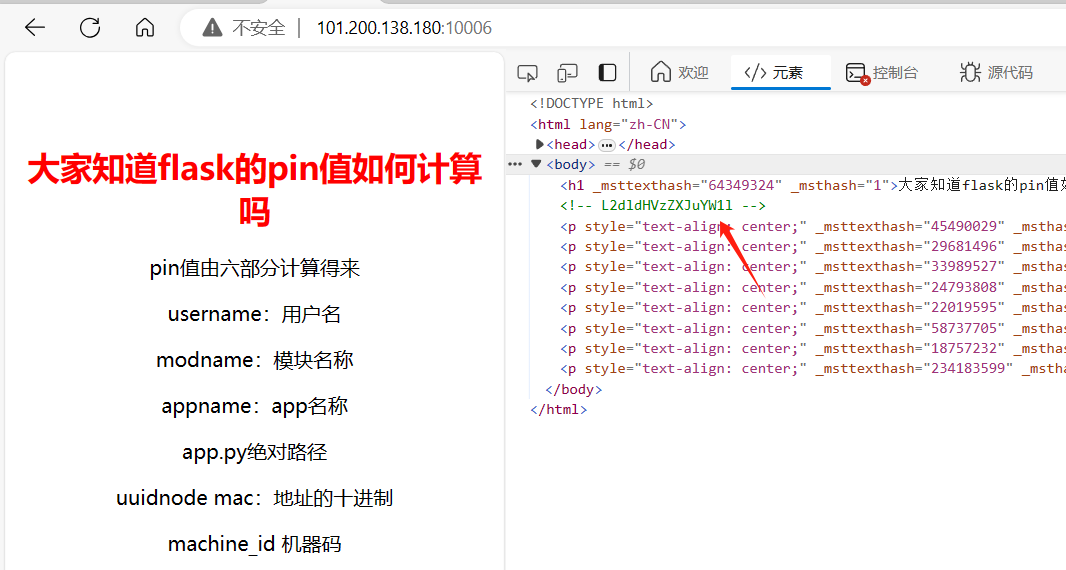 不安全 | 101.200.138.180:10006
大家知道flask的pin值如何计算
吗
pin值由六部分计算得来
username：用户名
modname：模块名称
appname：app名称
app.py绝对路径
uuidnode mac：地址的十进制
machine_id 机器码
欢迎
</> 元素
控制台
源代码
<!DOCTYPE html>
<html lang="zh-CN">
<head> ••• </head>
••• <body> == $0
<h1 _msttexthash="64349324" _msthash="1">大家知道flask的pin值如
<!-- L2dldHVzZXJuYW1l -->
<p style="text-align: center;" _msttexthash="45490029" _mstha
<p style="text-align: center;" _msttexthash="29681496" _mstha
<p style="text-align: center;" _msttexthash="33989527" _mstha
<p style="text-align: center;" _msttexthash="24793808" _mstha
<p style="text-align: center;" _msttexthash="22019595" _mstha
<p style="text-align: center;" _msttexthash="58737705" _mstha
<p style="text-align: center;" _msttexthash="18757232" _mstha
<p style="text-align: center;" _msttexthash="234183599" _msth
</body>
</html>